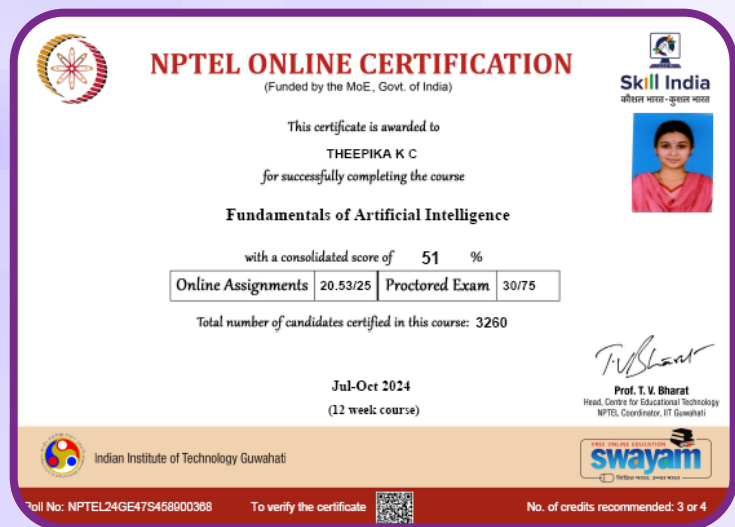 NPTEL ONLINE CERTIFICATION
(Funded by the MoE, Govt. of India)
Skill India
कौशल भारत - कुशल भारत
This certificate is awarded to
THEEPIKA K C
for successfully completing the course
Fundamentals of Artificial Intelligence
with a consolidated score of 51 %
Online Assignments 20.53/25 Proctored Exam 30/75
Total number of candidates certified in this course: 3260
Jul-Oct 2024
(12 week course)
Prof. T. V. Bharat
Head, Centre for Educational Technology
NPTEL Coordinator, IIT Guwahati
Indian Institute of Technology Guwahati
FREE ONLINE EDUCATION
swayam
शिक्षित भारत, उन्नत भारत
Roll No: NPTEL24GE47S458900368 To verify the certificate No. of credits recommended: 3 or 4